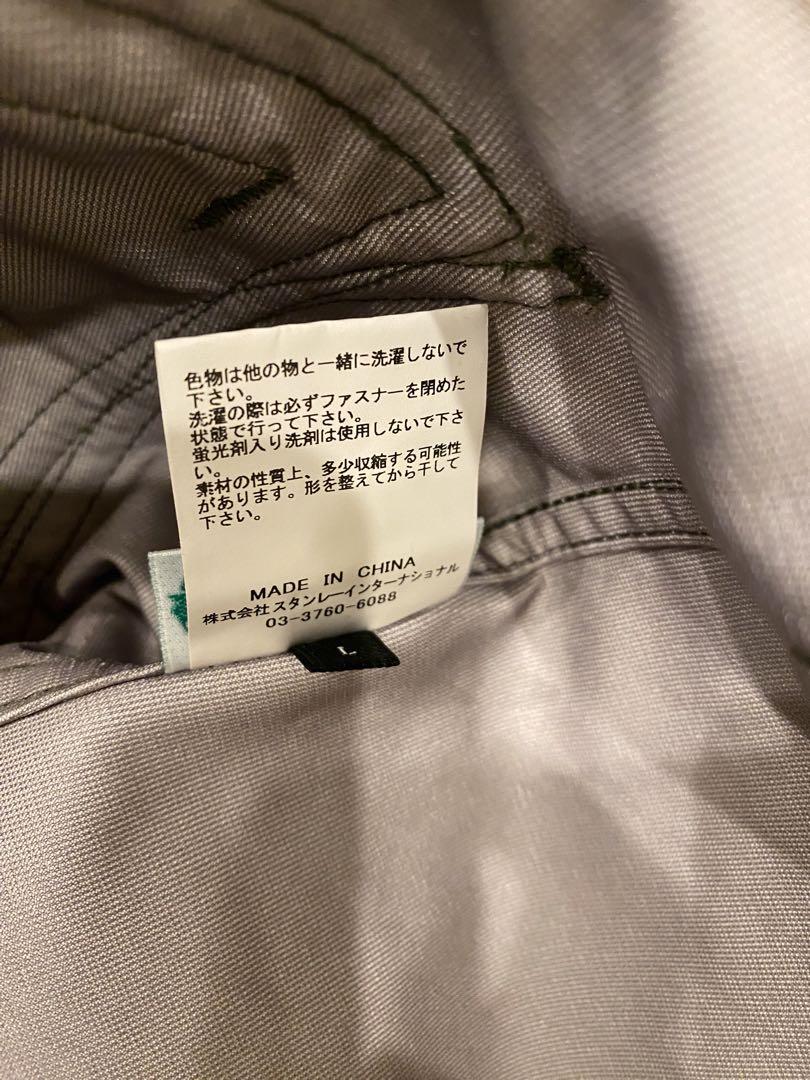 色物は他の物と一緒に洗濯しないで
下さい。
洗濯の際は必ずファスナーを閉めた
状態で行って下さい。
蛍光剤入り洗剤は使用しないで下さ
い。
素材の性質上、多少収縮する可能性
があります。形を整えてから干して
下さい。
MADE IN CHINA
株式会社スタンレーインターナショナル
03-3760-6088
L